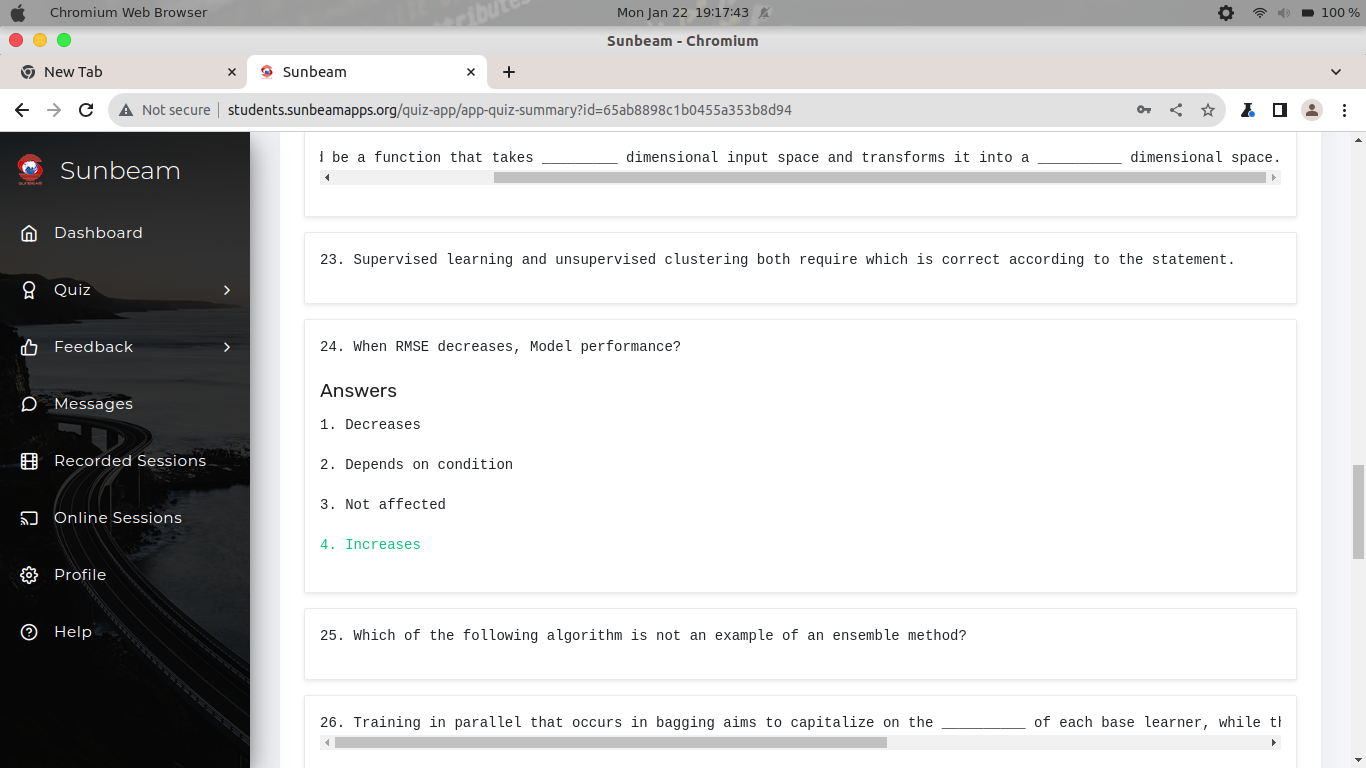 Chromium Web Browser
Mon Jan 22 19:17:43
100 %
Sunbeam - Chromium
New Tab
Sunbeam
Not secure
students.sunbeamapps.org/quiz-app/app-quiz-summary?id=65ab8898c1b0455a353b8d94
Sunbeam
Dashboard
Quiz
Feedback
Messages
Recorded Sessions
Online Sessions
Profile
Help
d be a function that takes _________ dimensional input space and transforms it into a __________ dimensional space.
23. Supervised learning and unsupervised clustering both require which is correct according to the statement.
24. When RMSE decreases, Model performance?
Answers
1. Decreases
2. Depends on condition
3. Not affected
4. Increases
25. Which of the following algorithm is not an example of an ensemble method?
26. Training in parallel that occurs in bagging aims to capitalize on the __________ of each base learner, while th